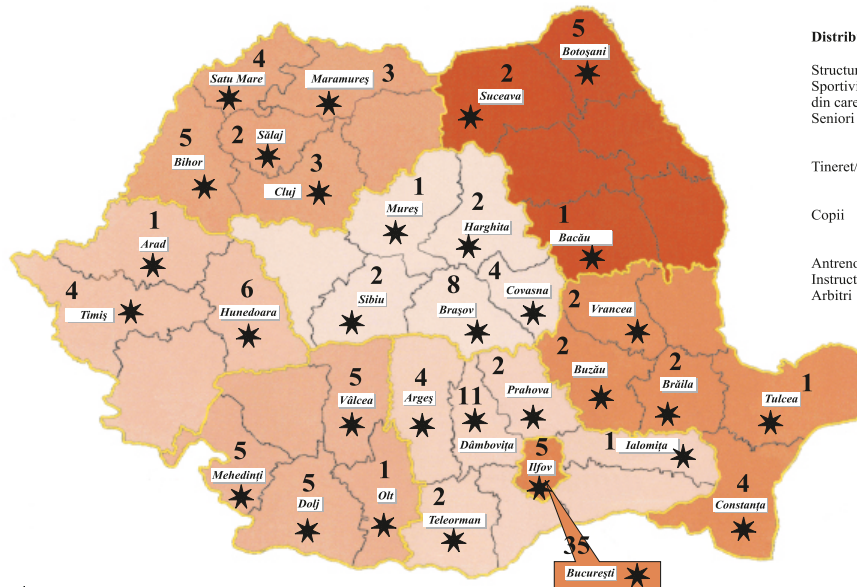 5
Botoșani
Distrib
4
Satu Mare
Maramureș
3
2
Suceava
Structur
Sportivi
din care
Seniori
Tineret/
Copii
Antreno
Instruct
Arbitri
5
Bihor
2
Sălaj
3
Cluj
1
Mureș
2
Harghita
1
Bacău
1
Arad
4
Timiș
6
Hunedoara
2
Sibiu
8
Brașov
4
Covasna
2
Vrancea
2
Buzău
2
Brăila
1
Tulcea
5
Vâlcea
4
Argeș
11
Dâmbovița
2
Prahova
5
Ilfov
1
Ialomița
5
Mehedinți
5
Dolj
1
Olt
2
Teleorman
4
Constanța
35
București